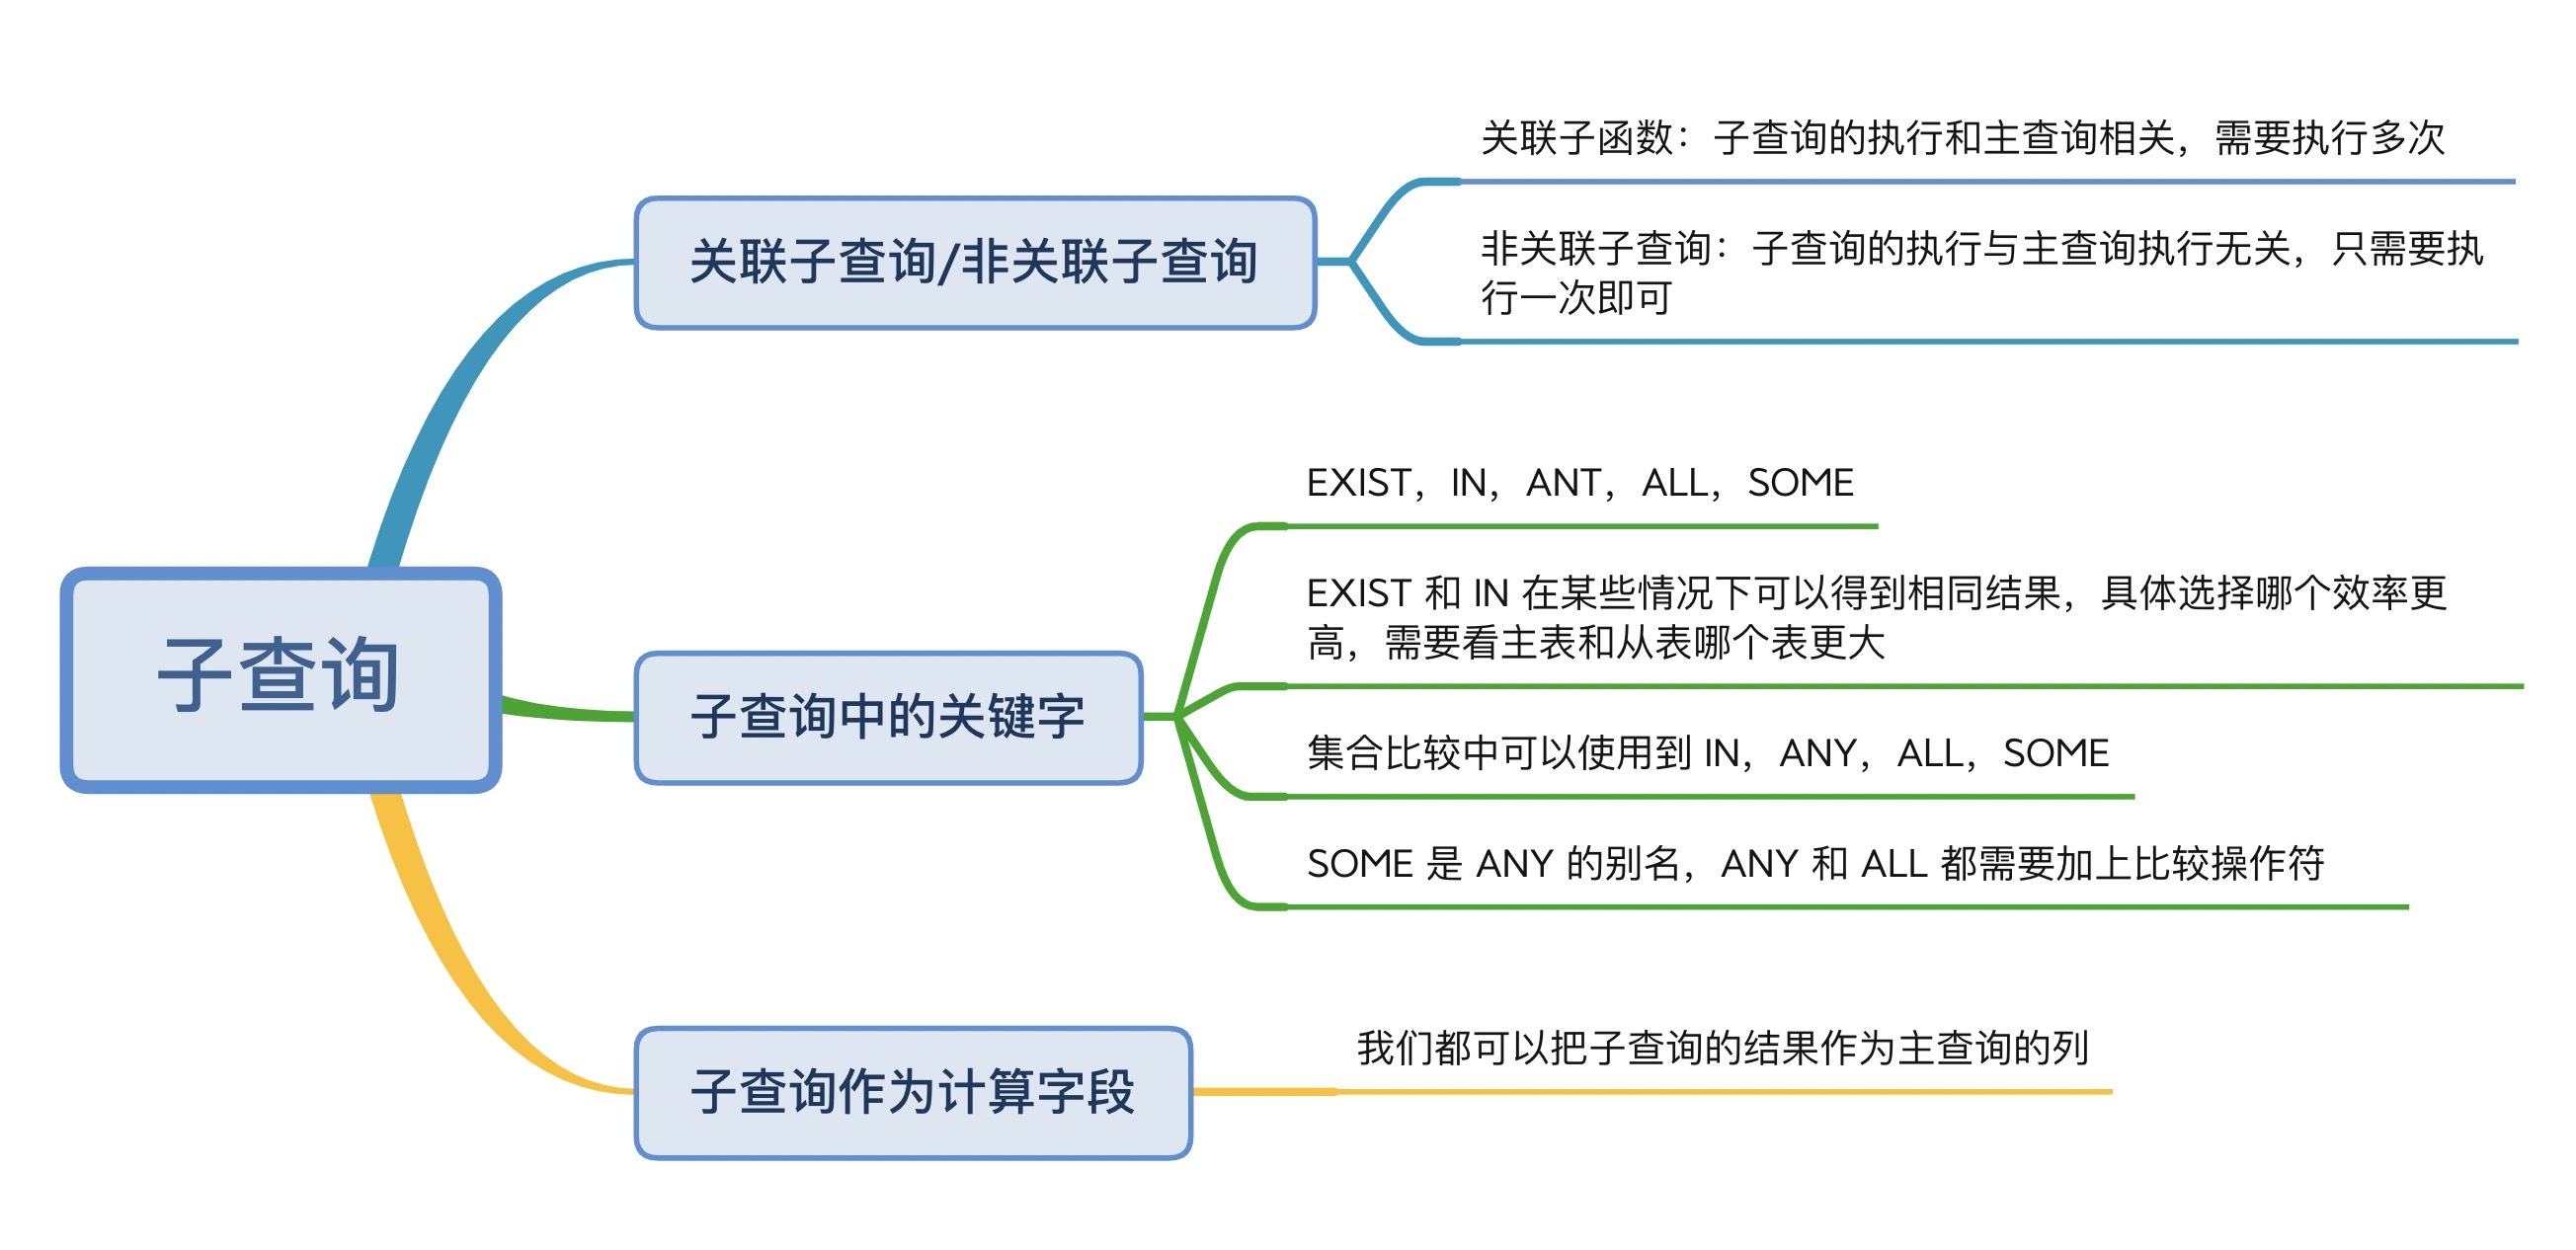 子查询
关联子查询/非关联子查询
关联子函数：子查询的执行和主查询相关，需要执行多次
非关联子查询：子查询的执行与主查询执行无关，只需要执
行一次即可
子查询中的关键字
EXIST，IN，ANT，ALL，SOME
EXIST 和 IN 在某些情况下可以得到相同结果，具体选择哪个效率更
高，需要看主表和从表哪个表更大
集合比较中可以使用到 IN，ANY，ALL，SOME
SOME 是 ANY 的别名，ANY 和 ALL 都需要加上比较操作符
子查询作为计算字段
我们都可以把子查询的结果作为主查询的列